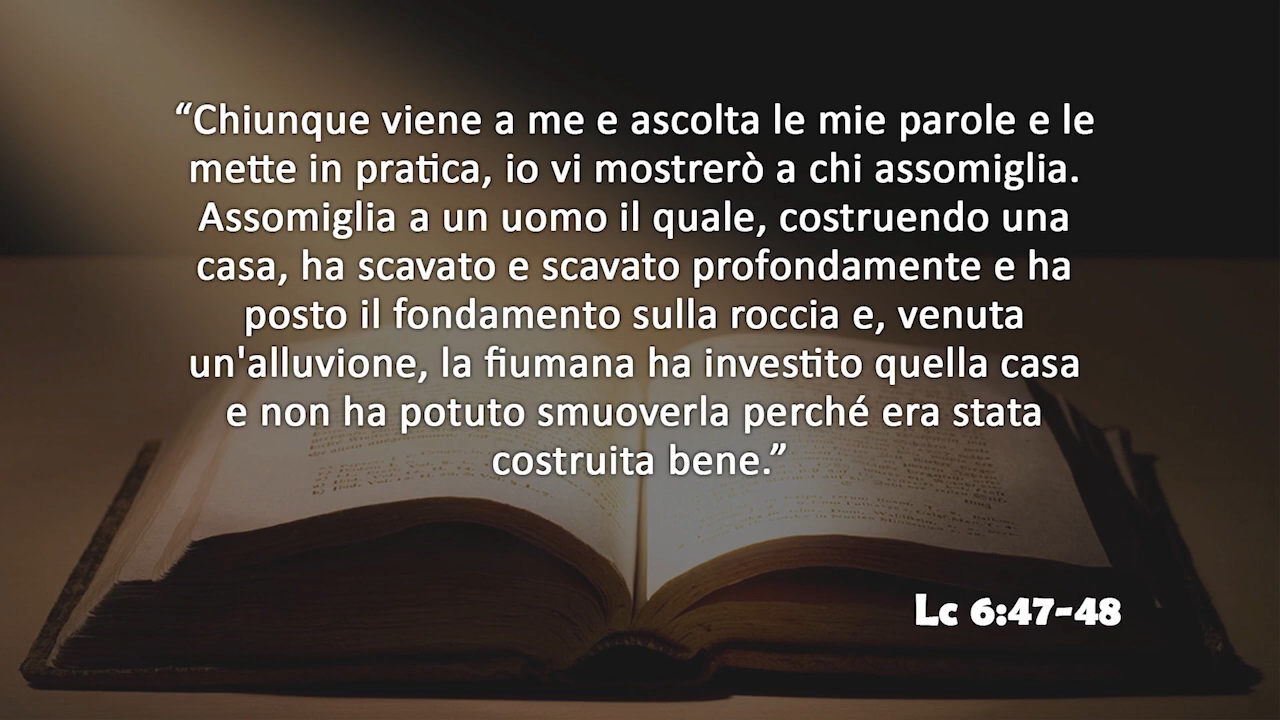 “Chiunque viene a me e ascolta le mie parole e le
mette in pratica, io vi mostrerò a chi assomiglia.
Assomiglia a un uomo il quale, costruendo una
casa, ha scavato e scavato profondamente e ha
posto il fondamento sulla roccia e, venuta
un'alluvione, la fiumana ha investito quella casa
e non ha potuto smuoverla perché era stata
costruita bene.”
Lc 6:47-48